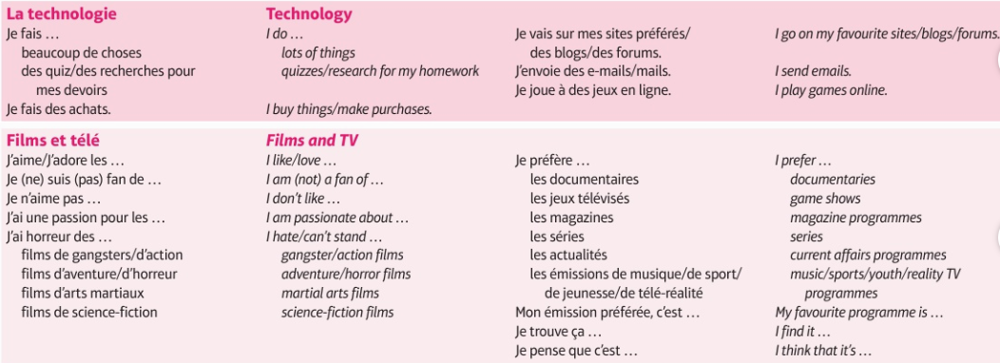 La technologie
Technology
Je fais …
I do …
beaucoup de choses
lots of things
des quiz/des recherches pour
mes devoirs
quizzes/research for my homework
Je fais des achats.
I buy things/make purchases.
Je vais sur mes sites préférés/
des blogs/des forums.
I go on my favourite sites/blogs/forums.
J'envoie des e-mails/mails.
I send emails.
Je joue à des jeux en ligne.
I play games online.
Films et télé
Films and TV
J'aime/J'adore les …
I like/love …
Je (ne) suis (pas) fan de …
I am (not) a fan of …
Je n'aime pas …
I don't like …
J'ai une passion pour les …
I am passionate about …
J'ai horreur des …
I hate/can't stand …
films de gangsters/d'action
gangster/action films
films d'aventure/d'horreur
adventure/horror films
films d'arts martiaux
martial arts films
films de science-fiction
science-fiction films
Je préfère …
I prefer …
les documentaires
documentaries
les jeux télévisés
game shows
les magazines
magazine programmes
les séries
series
les actualités
current affairs programmes
les émissions de musique/de sport/
de jeunesse/de télé-réalité
music/sports/youth/reality TV
programmes
Mon émission préférée, c'est …
My favourite programme is …
Je trouve ça …
I find it …
Je pense que c'est …
I think that it's …